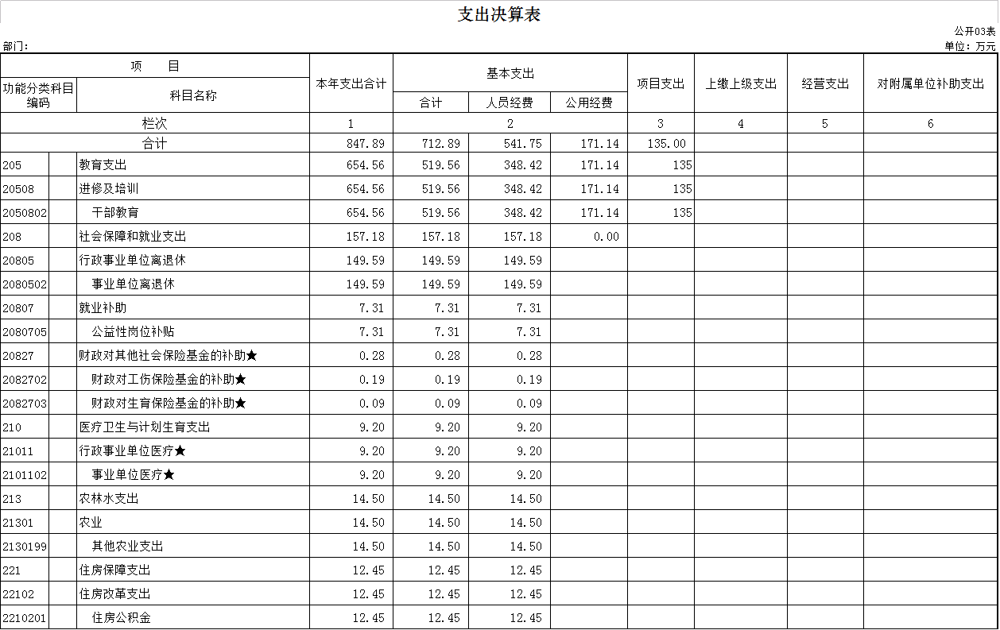 支出决算表
公开03表
部门： 单位：万元
项 目 本年支出合计 基本支出 项目支出 上缴上级支出 经营支出 对附属单位补助支出
功能分类科目编码 科目名称 合计 人员经费 公用经费
栏次 1 2 3 4 5 6
合计 847.89 712.89 541.75 171.14 135.00
205 教育支出 654.56 519.56 348.42 171.14 135
20508 进修及培训 654.56 519.56 348.42 171.14 135
2050802 干部教育 654.56 519.56 348.42 171.14 135
208 社会保障和就业支出 157.18 157.18 157.18 0.00
20805 行政事业单位离退休 149.59 149.59 149.59
2080502 事业单位离退休 149.59 149.59 149.59
20807 就业补助 7.31 7.31 7.31
2080705 公益性岗位补贴 7.31 7.31 7.31
20827 财政对其他社会保险基金的补助★ 0.28 0.28 0.28
2082702 财政对工伤保险基金的补助★ 0.19 0.19 0.19
2082703 财政对生育保险基金的补助★ 0.09 0.09 0.09
210 医疗卫生与计划生育支出 9.20 9.20 9.20
21011 行政事业单位医疗★ 9.20 9.20 9.20
2101102 事业单位医疗★ 9.20 9.20 9.20
213 农林水支出 14.50 14.50 14.50
21301 农业 14.50 14.50 14.50
2130199 其他农业支出 14.50 14.50 14.50
221 住房保障支出 12.45 12.45 12.45
22102 住房改革支出 12.45 12.45 12.45
2210201 住房公积金 12.45 12.45 12.45